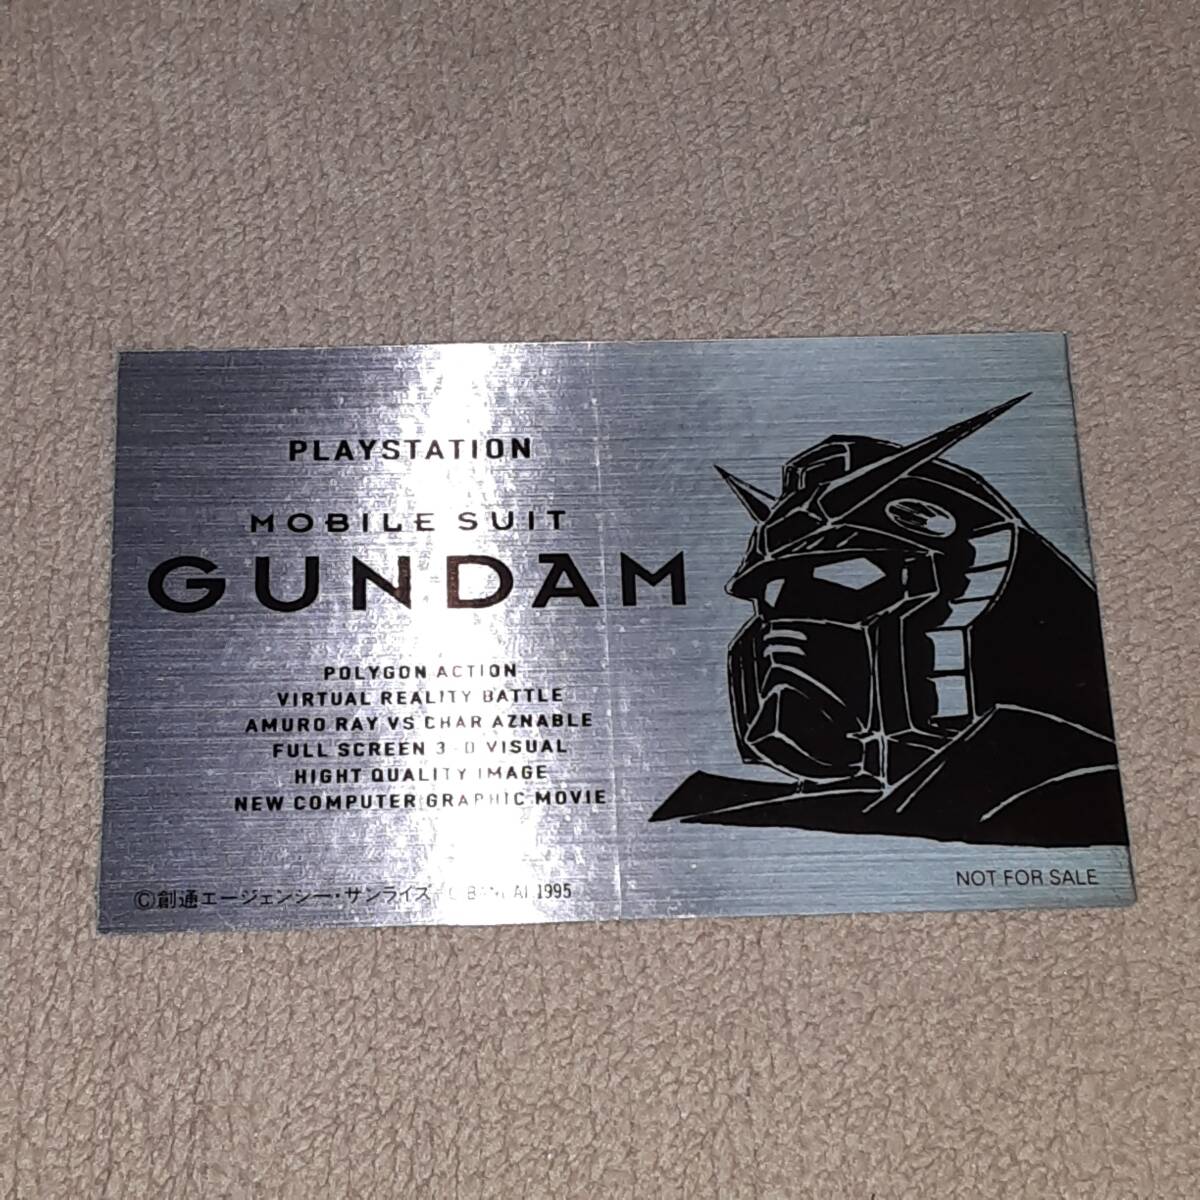 PLAYSTATION
MOBILE SUIT
GUNDAM
POLYGON ACTION
VIRTUAL REALITY BATTLE
AMURO RAY VS CHAR AZNABLE
FULL SCREEN 3-D VISUAL
HIGHT QUALITY IMAGE
NEW COMPUTER GRAPHIC MOVIE
©創通エージェンシー・サンライズ © BANDAI 1995
NOT FOR SALE